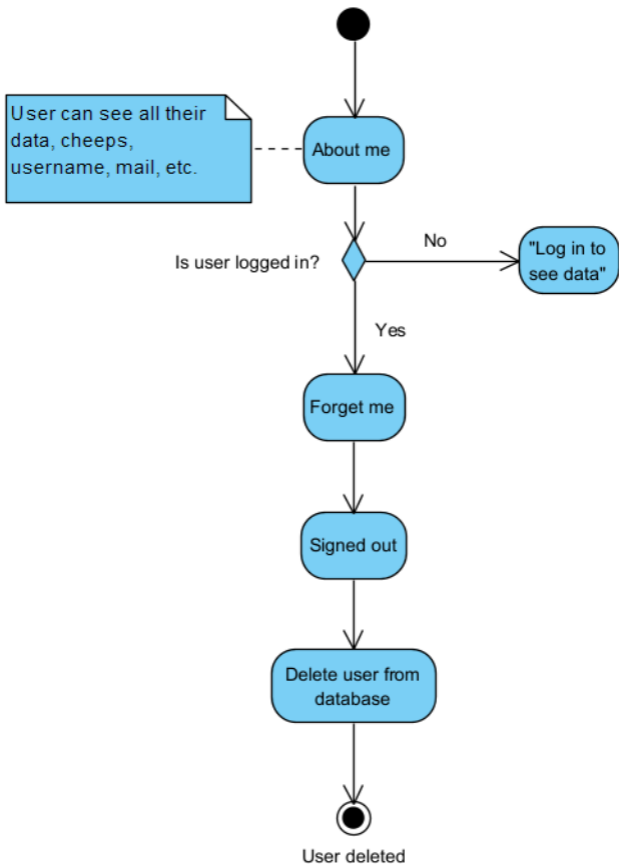 User can see all their
data, cheeps,
username, mail, etc.
About me
Is user logged in?
No
"Log in to
see data"
Yes
Forget me
Signed out
Delete user from
database
User deleted